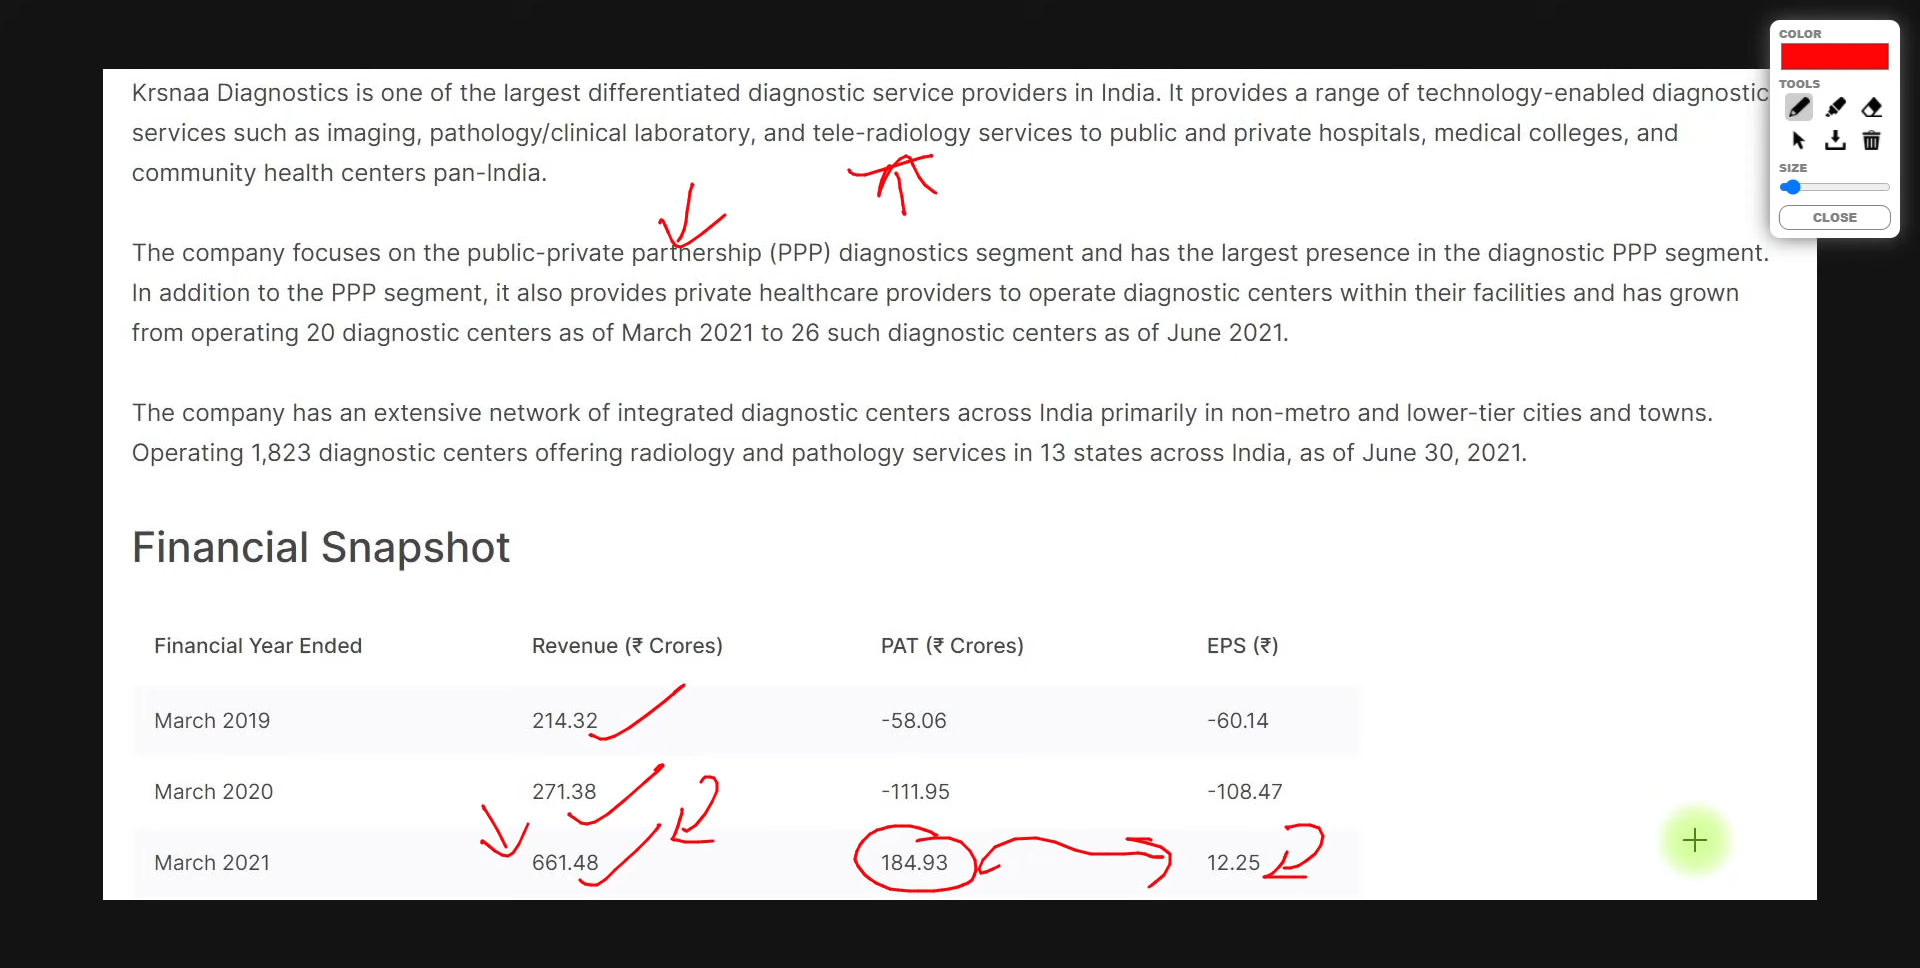 COLOR
TOOLS
SIZE
CLOSE
Krsnaa Diagnostics is one of the largest differentiated diagnostic service providers in India. It provides a range of technology-enabled diagnostic
services such as imaging, pathology/clinical laboratory, and tele-radiology services to public and private hospitals, medical colleges, and
community health centers pan-India.
The company focuses on the public-private partnership (PPP) diagnostics segment and has the largest presence in the diagnostic PPP segment.
In addition to the PPP segment, it also provides private healthcare providers to operate diagnostic centers within their facilities and has grown
from operating 20 diagnostic centers as of March 2021 to 26 such diagnostic centers as of June 2021.
The company has an extensive network of integrated diagnostic centers across India primarily in non-metro and lower-tier cities and towns.
Operating 1,823 diagnostic centers offering radiology and pathology services in 13 states across India, as of June 30, 2021.
Financial Snapshot
Financial Year Ended Revenue (₹ Crores) PAT (₹ Crores) EPS (₹)
March 2019 214.32 -58.06 -60.14
March 2020 271.38 -111.95 -108.47
March 2021 661.48 184.93 12.25